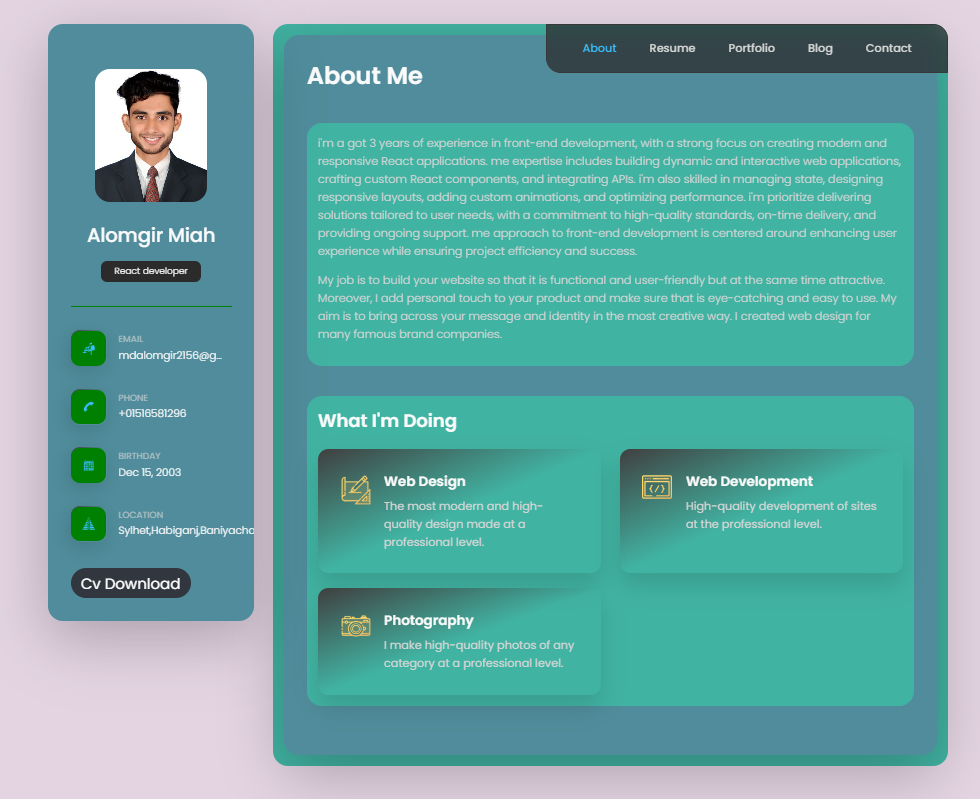 Alomgir Miah
React developer
EMAIL
mdalomgir2156@g...
PHONE
+01516581296
BIRTHDAY
Dec 15, 2003
LOCATION
Sylhet,Habiganj,Baniyacho
Cv Download
About Resume Portfolio Blog Contact
About Me
i'm a got 3 years of experience in front-end development, with a strong focus on creating modern and
responsive React applications. me expertise includes building dynamic and interactive web applications,
crafting custom React components, and integrating APIs. i'm also skilled in managing state, designing
responsive layouts, adding custom animations, and optimizing performance. i'm prioritize delivering
solutions tailored to user needs, with a commitment to high-quality standards, on-time delivery, and
providing ongoing support. me approach to front-end development is centered around enhancing user
experience while ensuring project efficiency and success.
My job is to build your website so that it is functional and user-friendly but at the same time attractive.
Moreover, I add personal touch to your product and make sure that is eye-catching and easy to use. My
aim is to bring across your message and identity in the most creative way. I created web design for
many famous brand companies.
What I'm Doing
Web Design
The most modern and high-
quality design made at a
professional level.
Web Development
High-quality development of sites
at the professional level.
Photography
I make high-quality photos of any
category at a professional level.